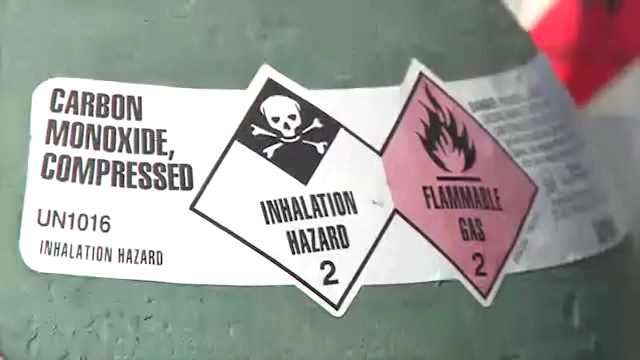 CARBON
MONOXIDE,
COMPRESSED
UN1016
INHALATION HAZARD
INHALATION
HAZARD
2
FLAMMABLE
GAS
2